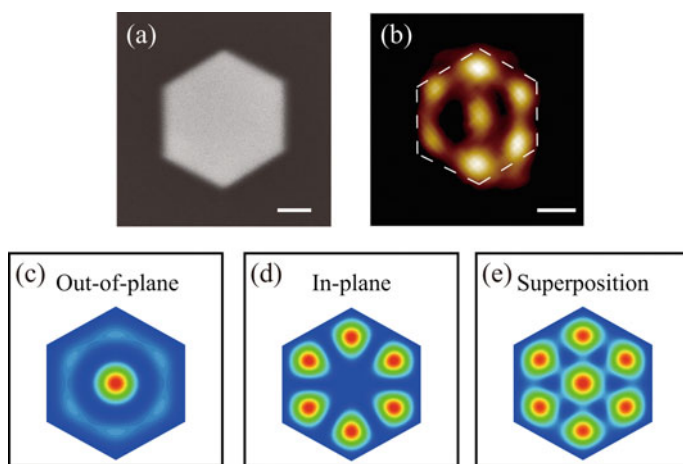 (a)
(b)
(c)
Out-of-plane
(d)
In-plane
(e)
Superposition